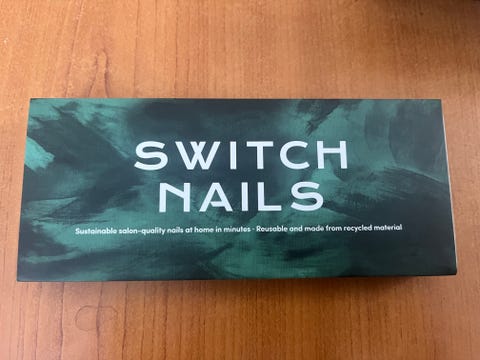 SWITCH
NAILS
Sustainable salon-quality nails at home in minutes · Reusable and made from recycled material